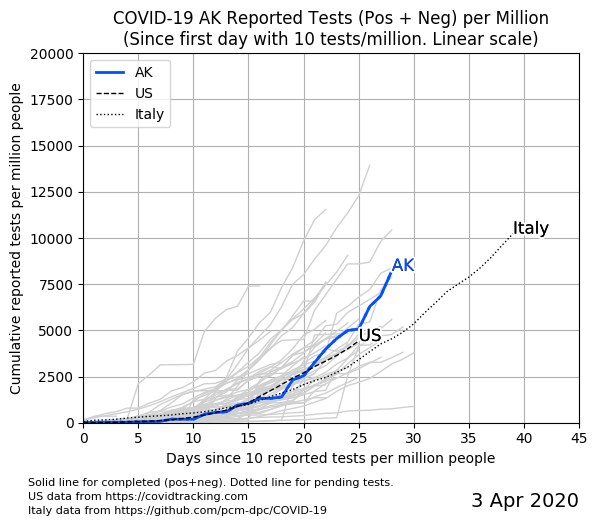 COVID-19 AK Reported Tests (Pos + Neg) per Million
(Since first day with 10 tests/million. Linear scale)
Cumulative reported tests per million people
20000
17500
15000
12500
10000
7500
5000
2500
0
AK
US
Italy
Italy
AK
US
0 5 10 15 20 25 30 35 40 45
Days since 10 reported tests per million people
Solid line for completed (pos+neg). Dotted line for pending tests.
US data from https://covidtracking.com
Italy data from https://github.com/pcm-dpc/COVID-19
3 Apr 2020